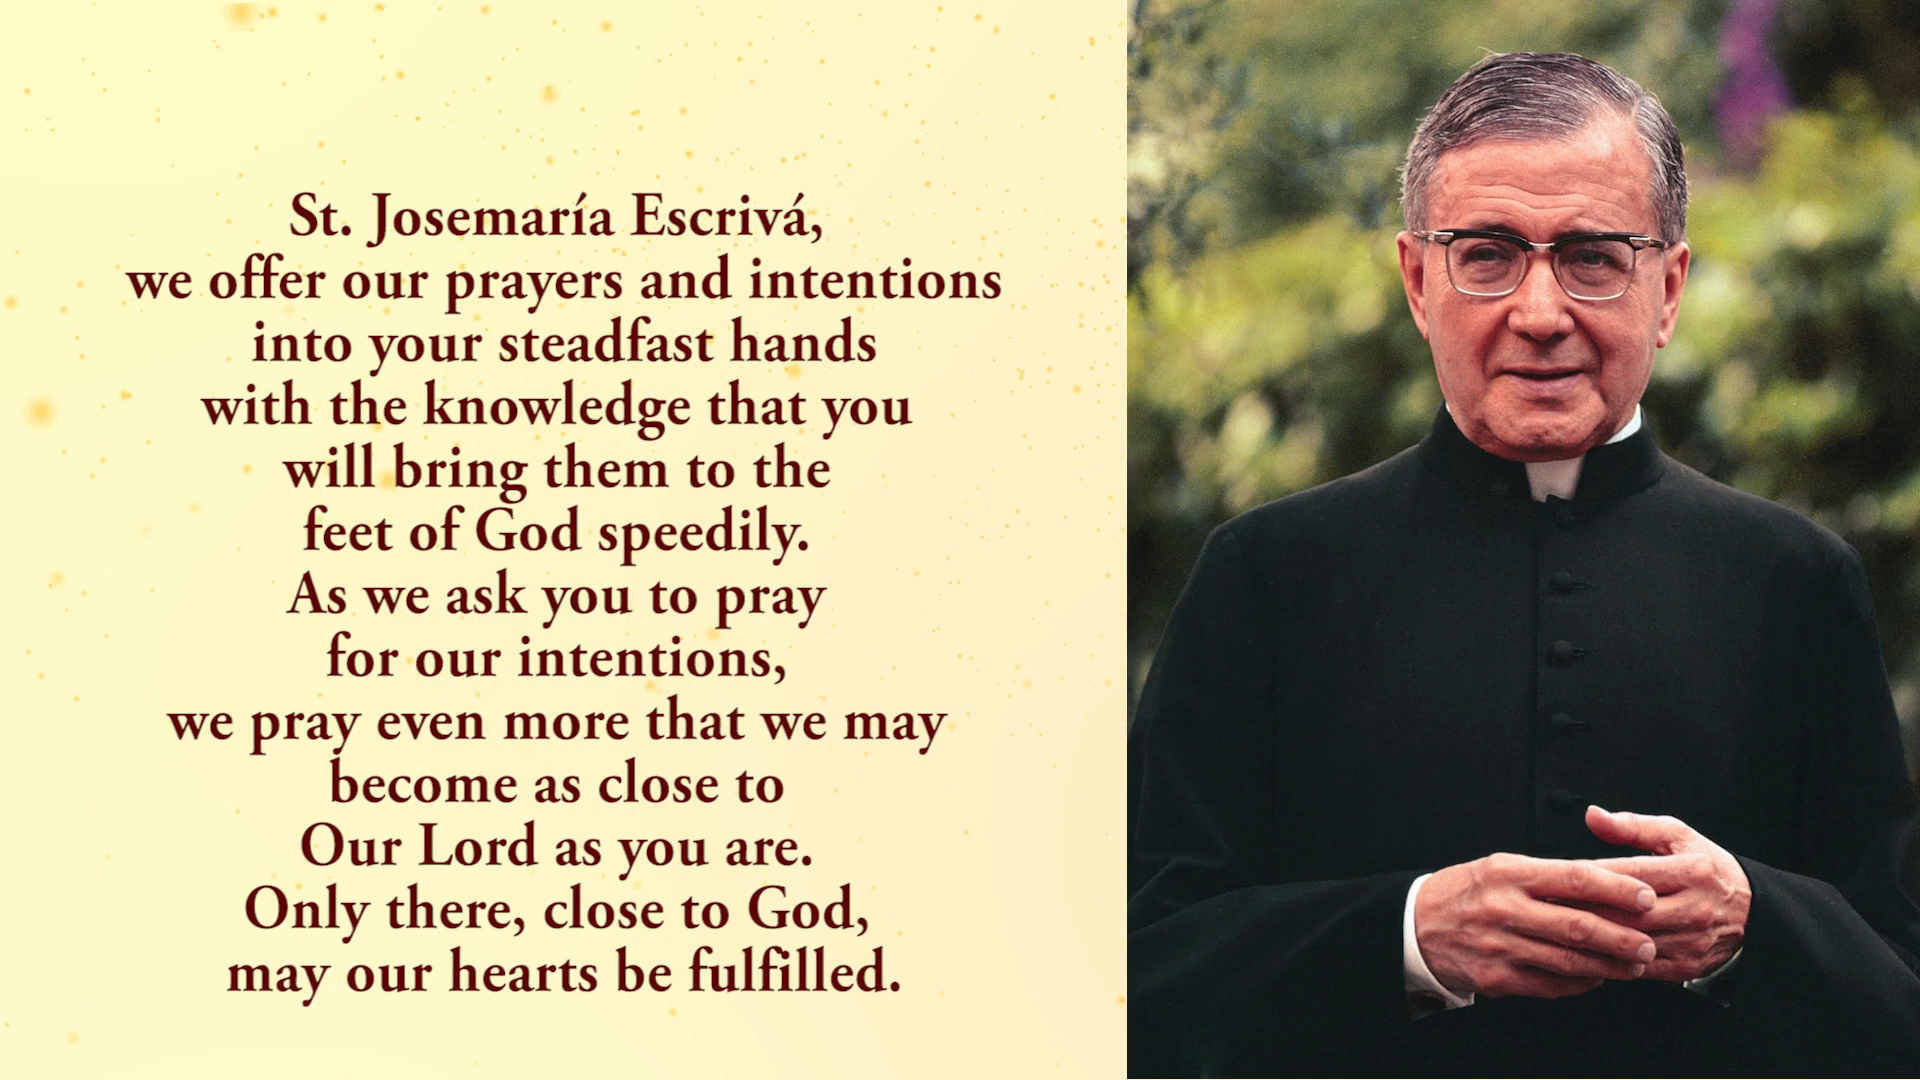 St. Josemaría Escrivá,
we offer our prayers and intentions
into your steadfast hands
with the knowledge that you
will bring them to the
feet of God speedily.
As we ask you to pray
for our intentions,
we pray even more that we may
become as close to
Our Lord as you are.
Only there, close to God,
may our hearts be fulfilled.